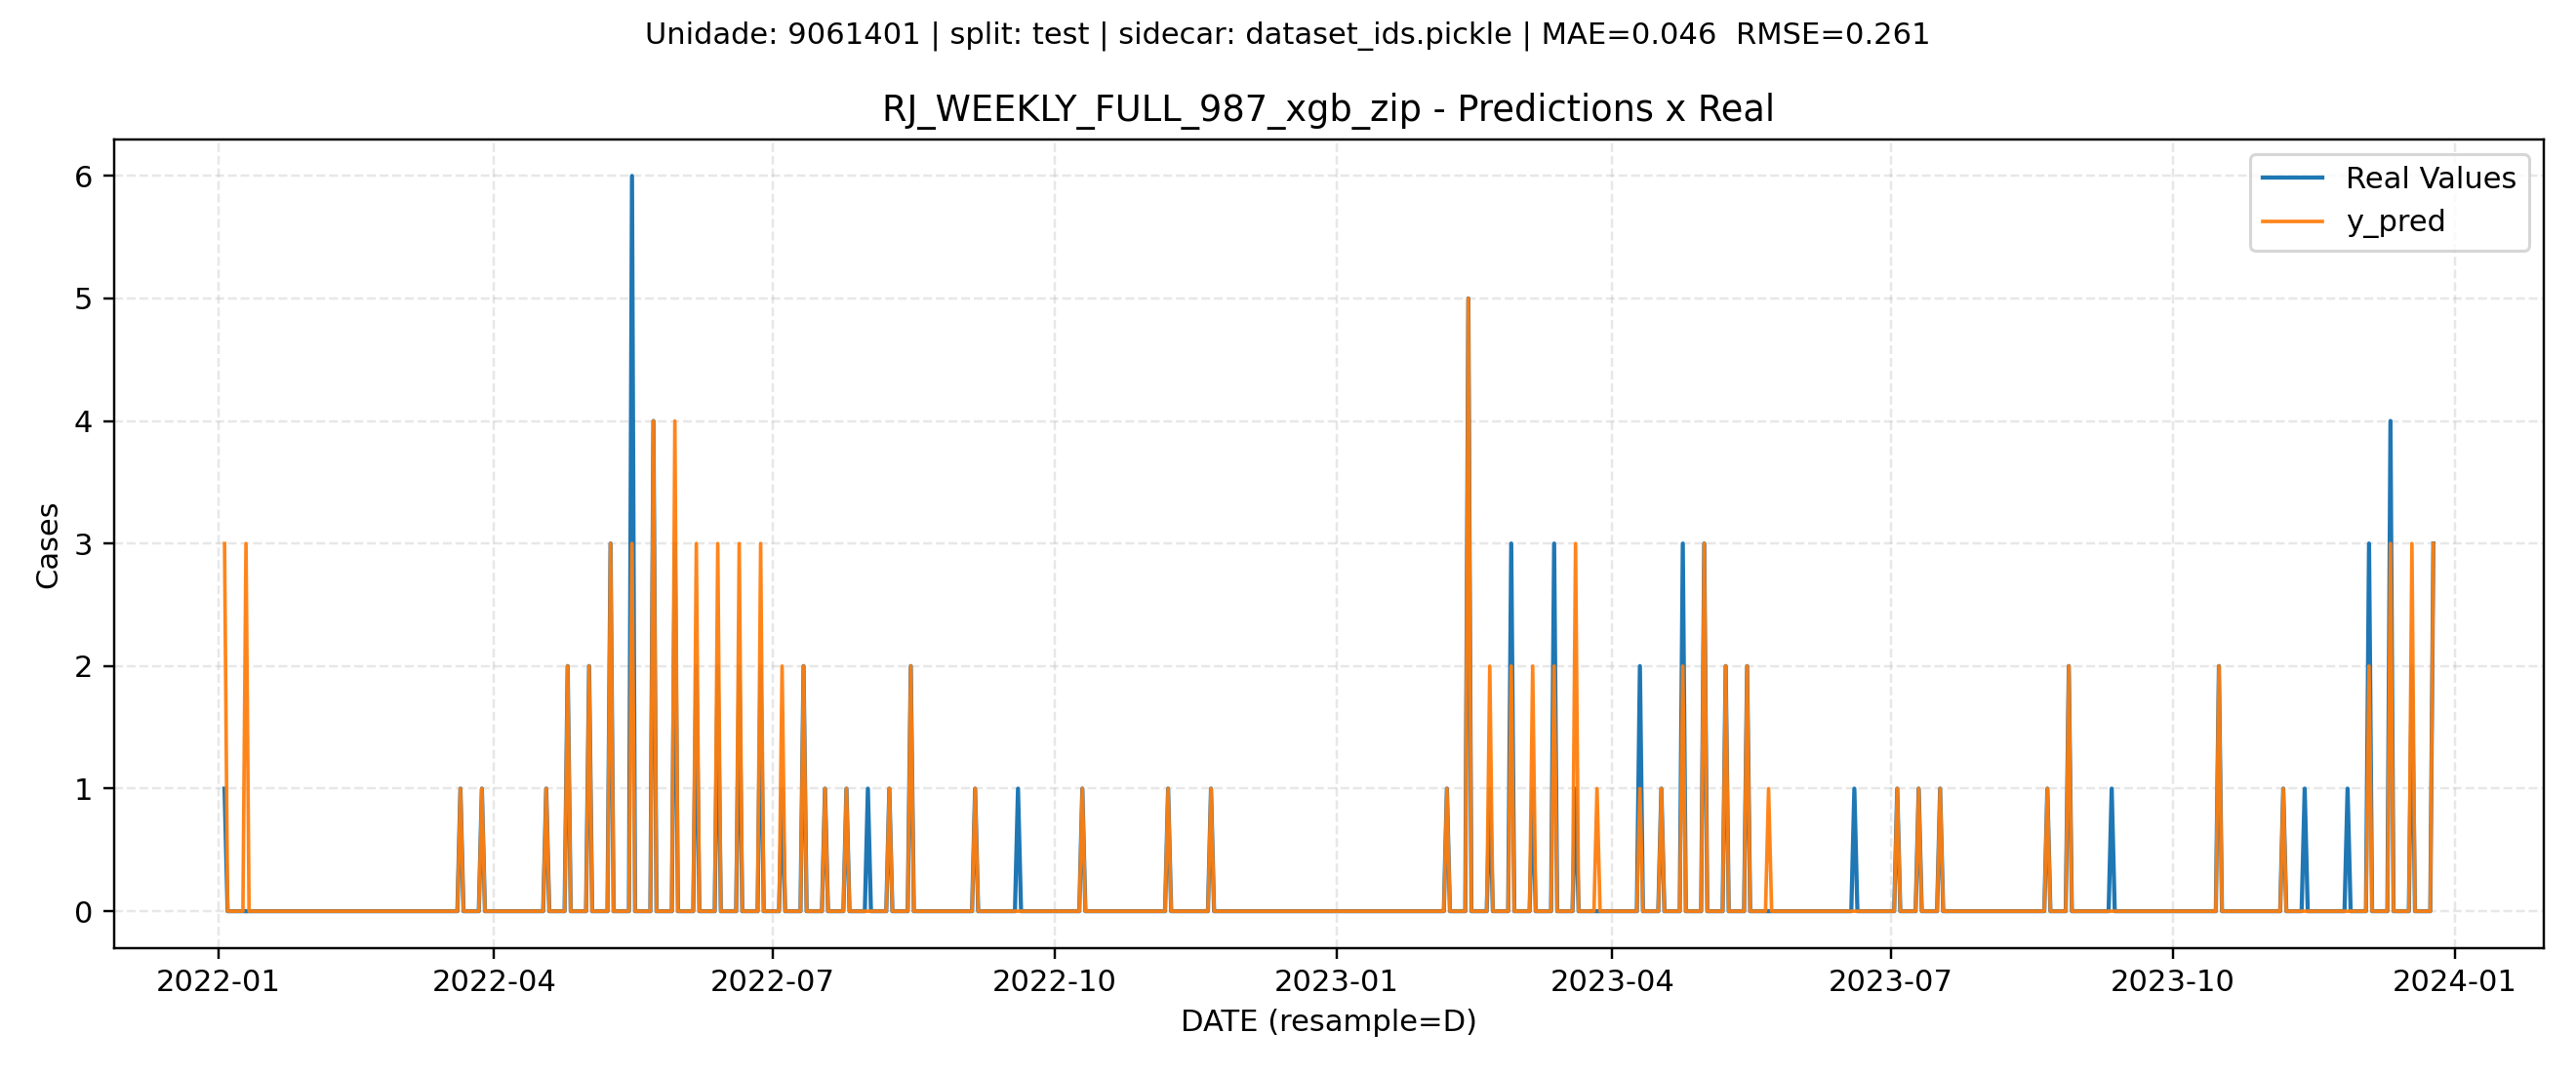 Unidade: 9061401 | split: test | sidecar: dataset_ids.pickle | MAE=0.046  RMSE=0.261
RJ_WEEKLY_FULL_987_xgb_zip - Predictions x Real
Real Values
y_pred
Cases
6
5
4
3
2
1
0
2022-01 2022-04 2022-07 2022-10 2023-01 2023-04 2023-07 2023-10 2024-01
DATE (resample=D)